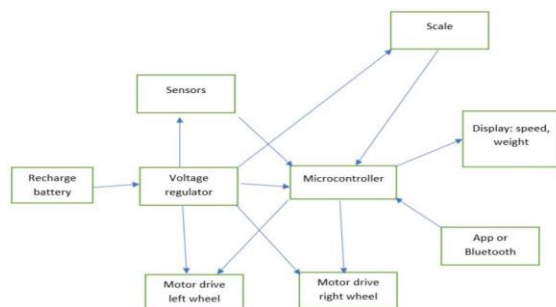 Scale
Sensors
Display: speed,
weight
Recharge
battery
Voltage
regulator
Microcontroller
App or
Bluetooth
Motor drive
left wheel
Motor drive
right wheel